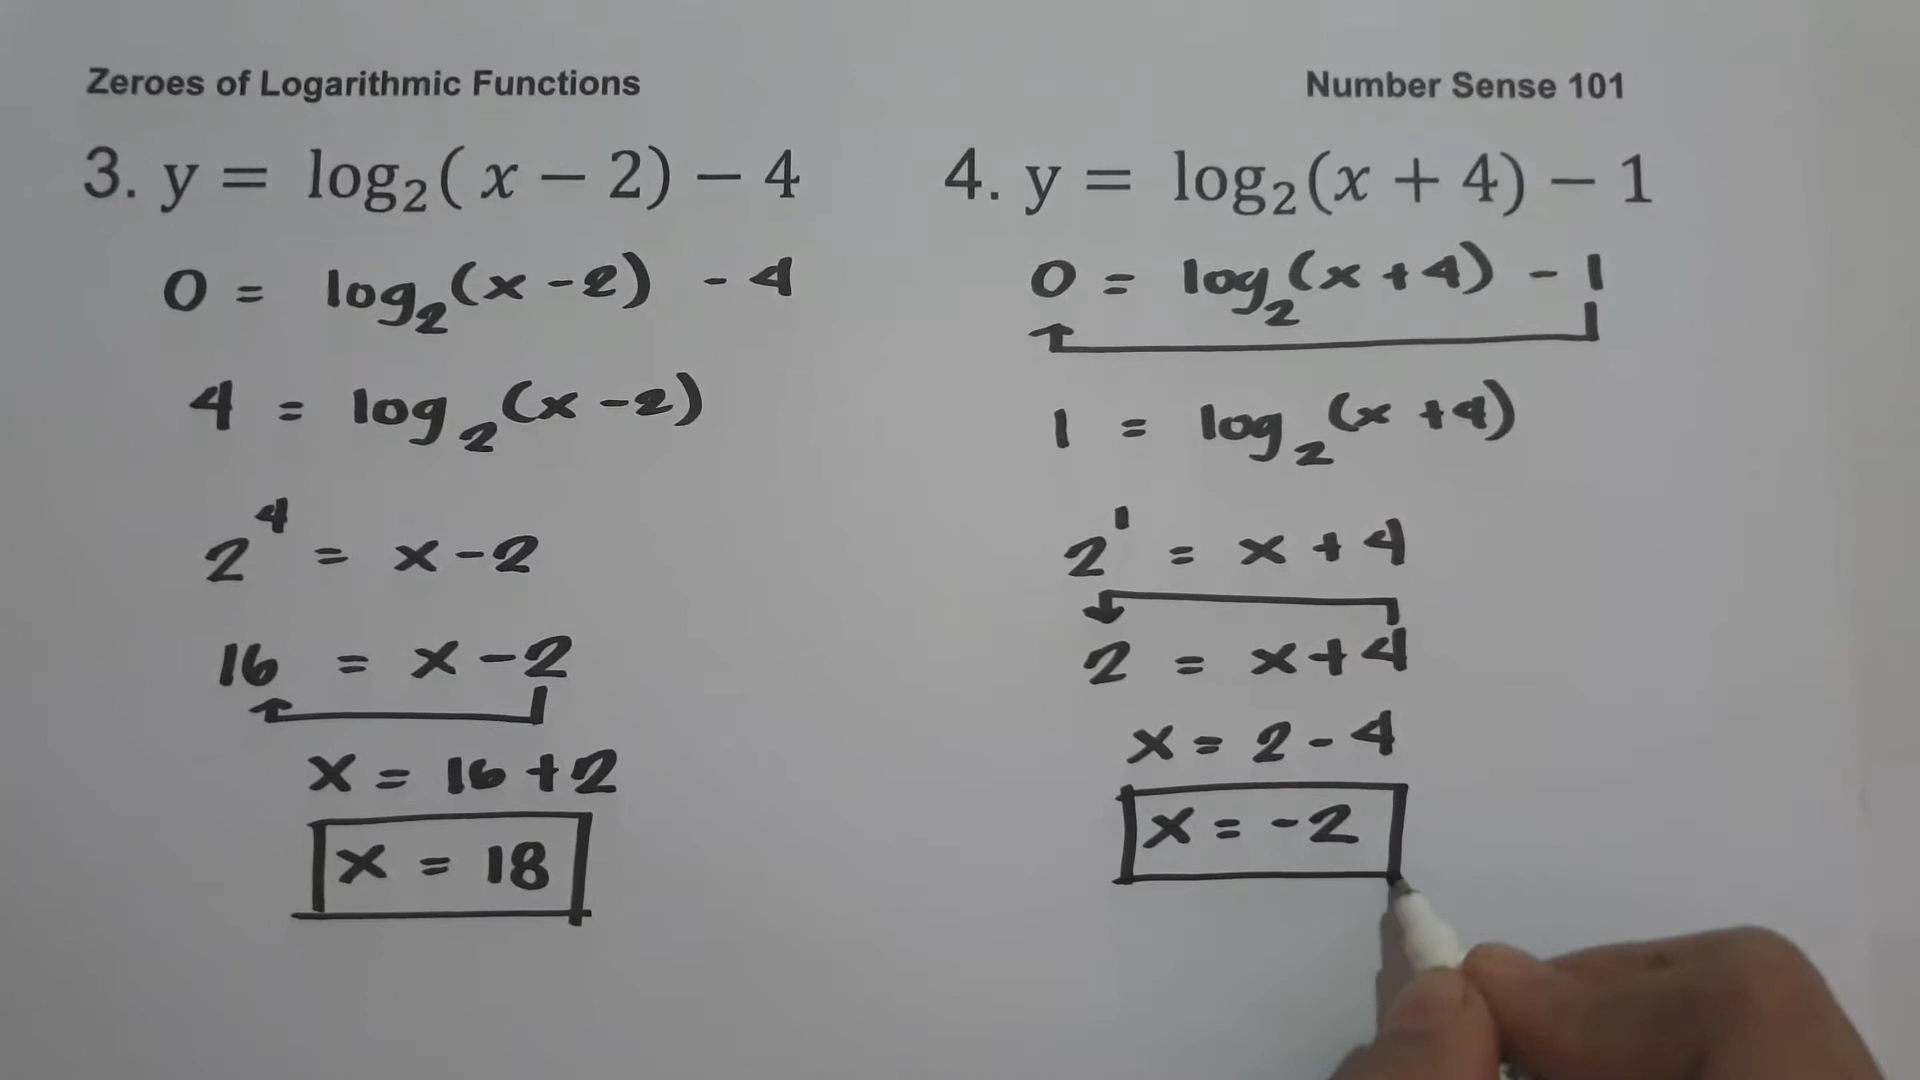 Zeroes of Logarithmic Functions
Number Sense 101
3. y = log₂( x − 2) − 4
0 = log₂(x - 2) - 4
4 = log₂(x - 2)
2⁴ = x - 2
16 = x - 2
x = 16 + 2
x = 18
4. y = log₂(x + 4) − 1
0 = log₂(x + 4) - 1
1 = log₂(x + 4)
2¹ = x + 4
2 = x + 4
x = 2 - 4
x = -2